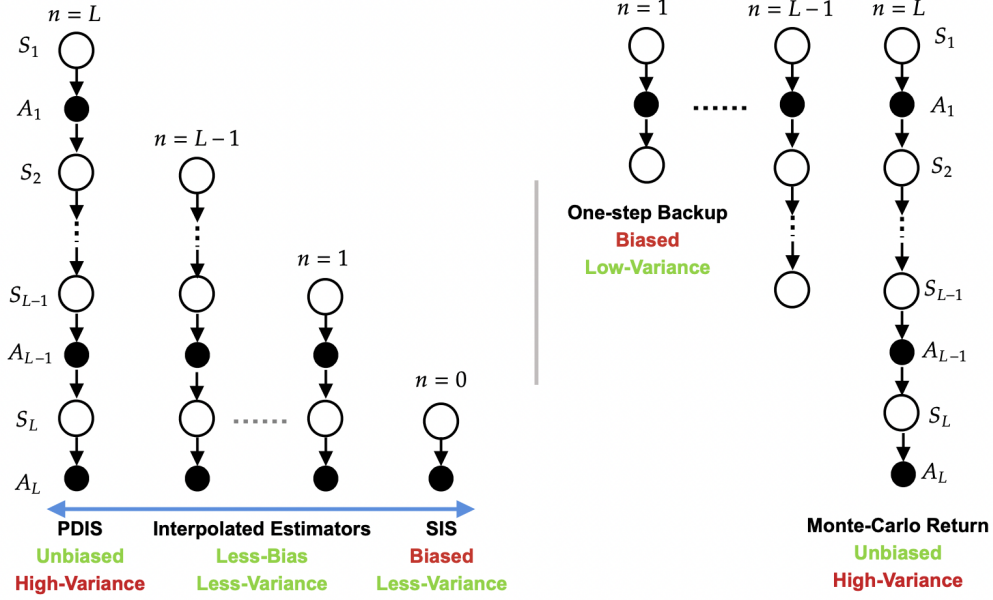 n = L
S₁
A₁
S₂
S_{L−1}
A_{L−1}
S_L
A_L
n = L − 1
n = 1
n = 0
PDIS
Unbiased
High-Variance
Interpolated Estimators
Less-Bias
Less-Variance
SIS
Biased
Less-Variance
n = 1
One-step Backup
Biased
Low-Variance
n = L − 1
n = L
S₁
A₁
S₂
S_{L−1}
A_{L−1}
S_L
A_L
Monte-Carlo Return
Unbiased
High-Variance